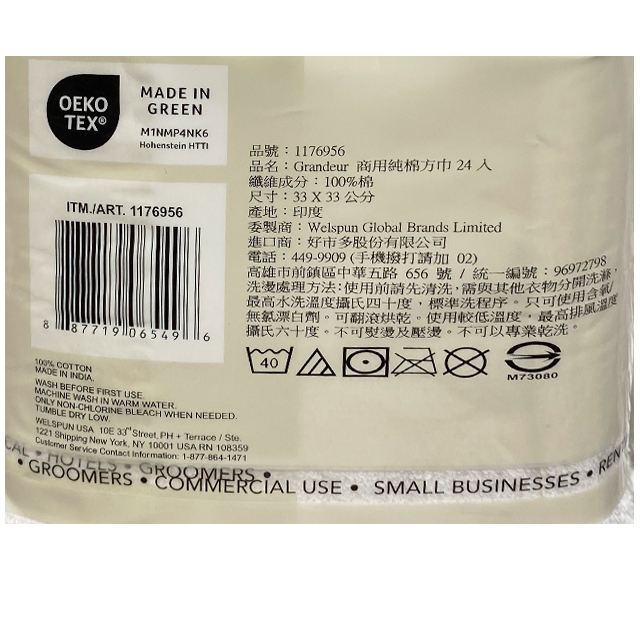 OEKO
TEX®
MADE IN
GREEN
M1NMP4NK6
Hohenstein HTTI
ITM./ART. 1176956
8 87719 06549 6
100% COTTON
MADE IN INDIA.
WASH BEFORE FIRST USE.
MACHINE WASH IN WARM WATER.
ONLY NON-CHLORINE BLEACH WHEN NEEDED.
TUMBLE DRY LOW.
WELSPUN USA 10E 33rd Street, PH + Terrace / Ste.
1221 Shipping New York, NY 10001 USA RN 108359
Customer Service Contact Information: 1-877-864-1471
品號：1176956
品名：Grandeur 商用純棉方巾 24 入
纖維成分：100%棉
尺寸：33 X 33 公分
產地：印度
委製商：Welspun Global Brands Limited
進口商：好市多股份有限公司
電話：449-9909 (手機撥打請加 02)
高雄市前鎮區中華五路 656 號 / 統一編號：96972798
洗燙處理方法:使用前請先清洗,需與其他衣物分開洗滌,
最高水洗溫度攝氏四十度，標準洗程序。只可使用含氧/
無氯漂白劑。可翻滾烘乾。使用較低溫度，最高排風溫度
攝氏六十度。不可熨燙及壓燙。不可以專業乾洗。
40
M73080
CAL • HOTELS • GROOMERS •
• GROOMERS • COMMERCIAL USE • SMALL BUSINESSES • REN